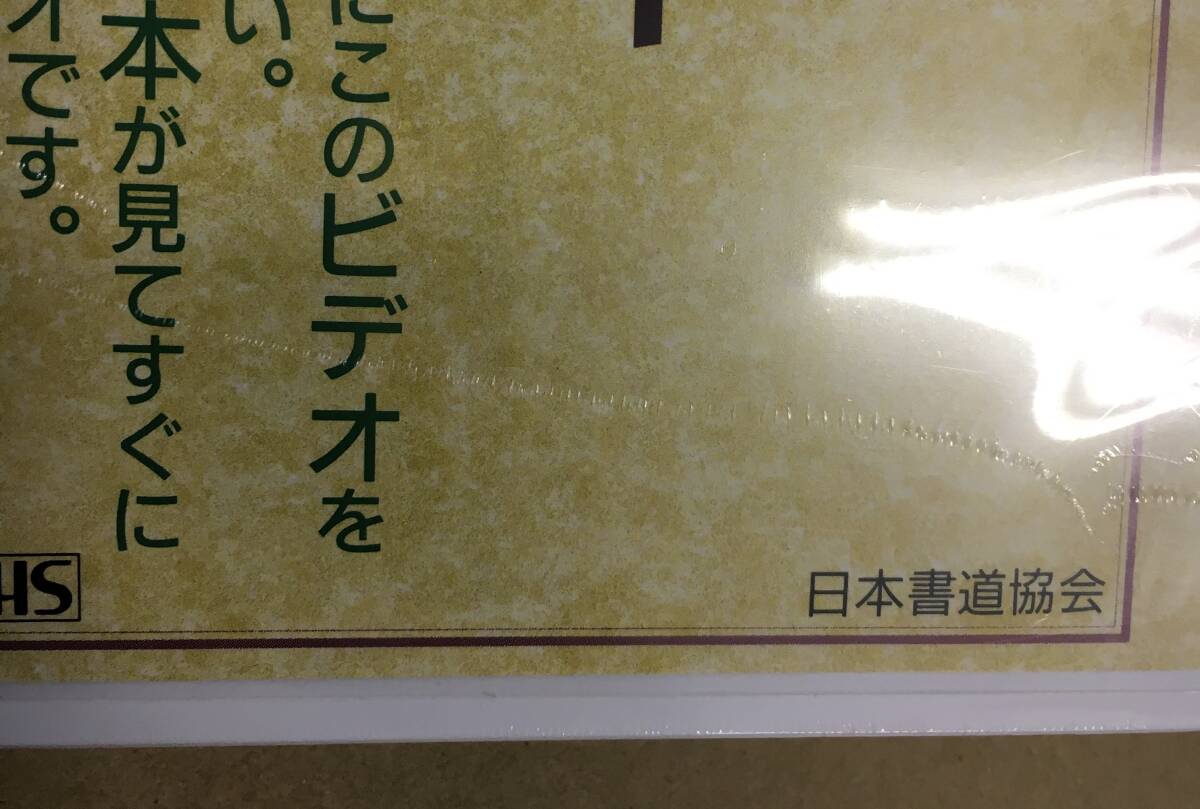 にこのビデオを
い。
本が見てすぐに
オです。
HS
日本書道協会